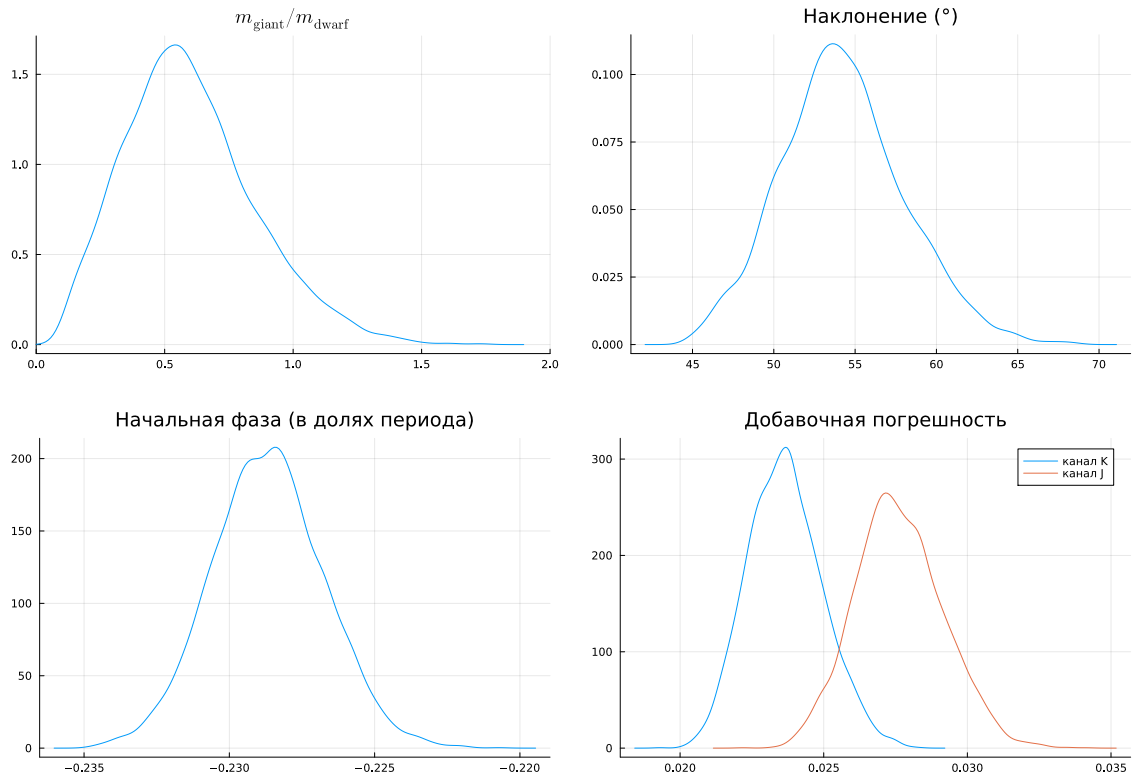 m_giant/m_dwarf
1.5
1.0
0.5
0.0
0.0 0.5 1.0 1.5 2.0
Наклонение (°)
0.100
0.075
0.050
0.025
0.000
45 50 55 60 65 70
Начальная фаза (в долях периода)
200
150
100
50
0
−0.235 −0.230 −0.225 −0.220
Добавочная погрешность
канал K
канал J
300
200
100
0
0.020 0.025 0.030 0.035